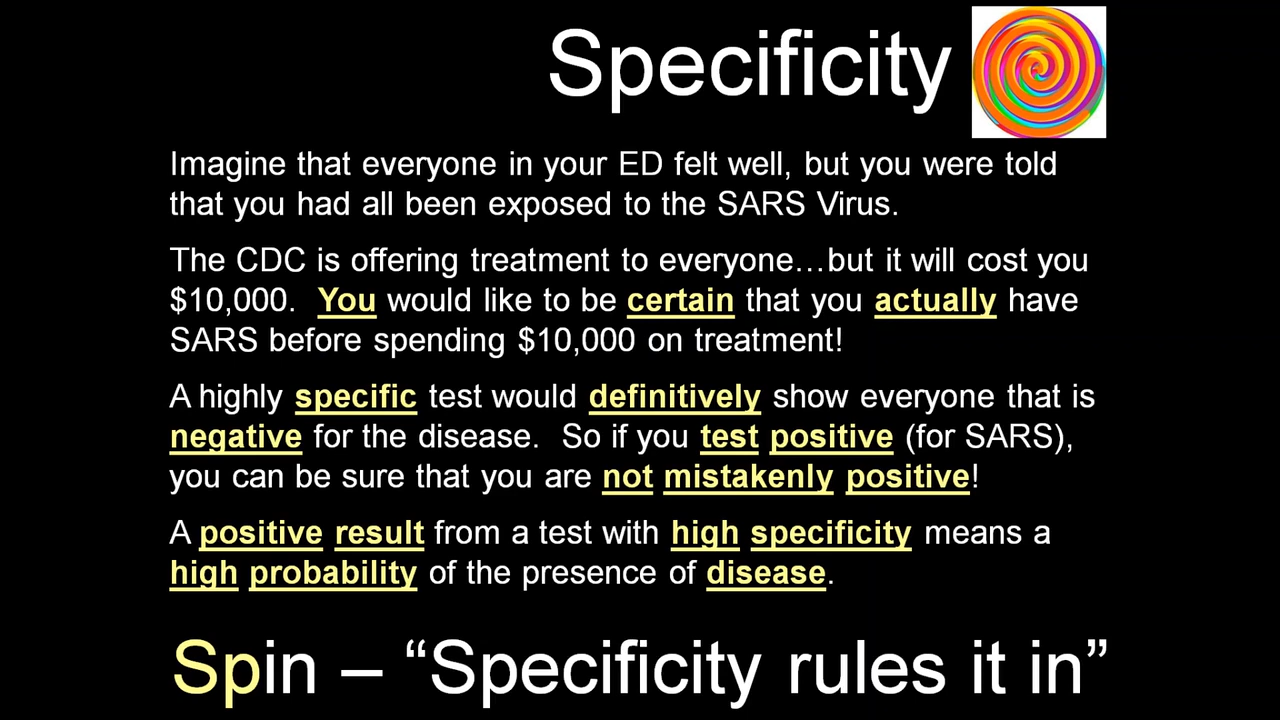 Specificity
Imagine that everyone in your ED felt well, but you were told
that you had all been exposed to the SARS Virus.
The CDC is offering treatment to everyone…but it will cost you
$10,000.  You would like to be certain that you actually have
SARS before spending $10,000 on treatment!
A highly specific test would definitively show everyone that is
negative for the disease.  So if you test positive (for SARS),
you can be sure that you are not mistakenly positive!
A positive result from a test with high specificity means a
high probability of the presence of disease.
Spin – “Specificity rules it in”